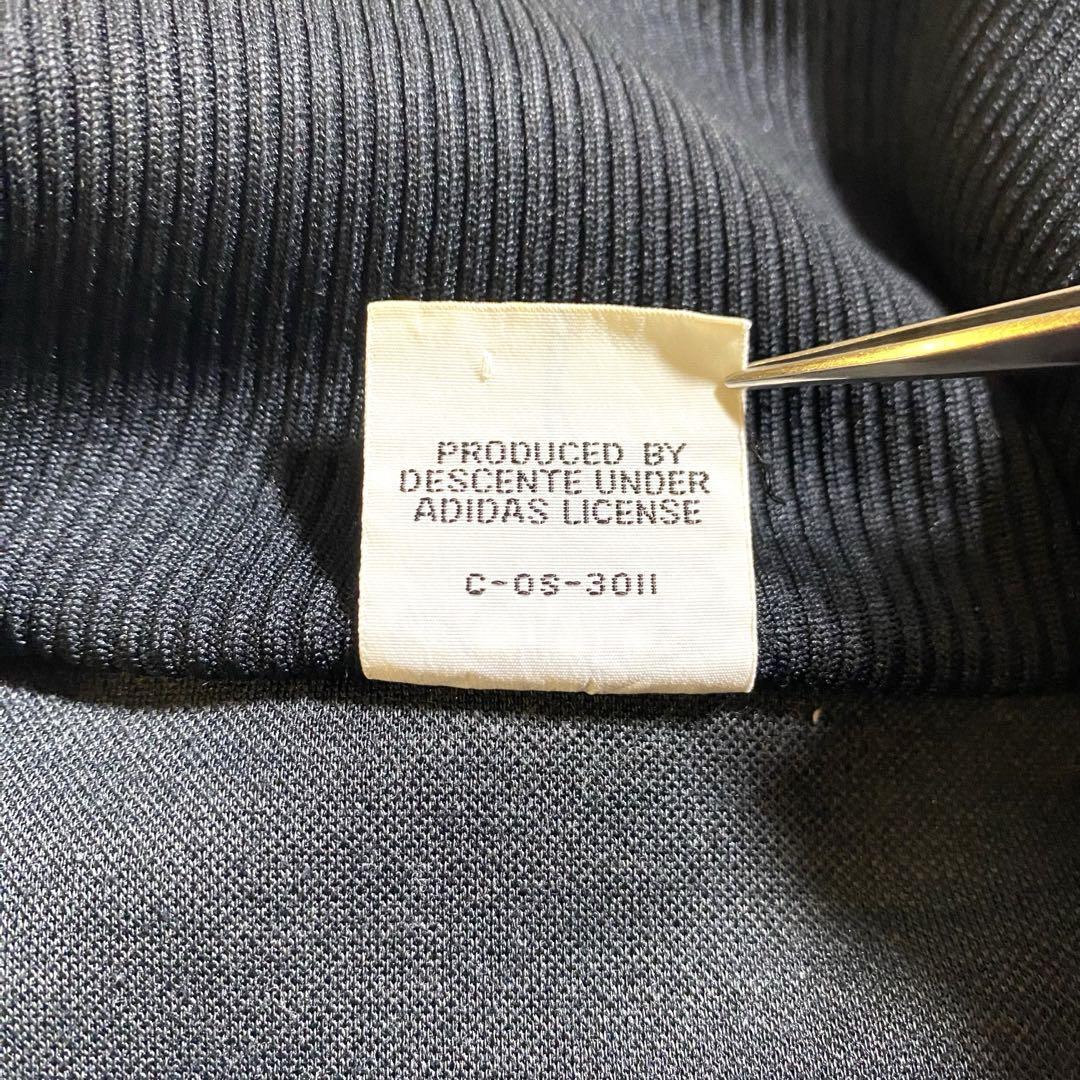 PRODUCED BY
DESCENTE UNDER
ADIDAS LICENSE
C-OS-3011